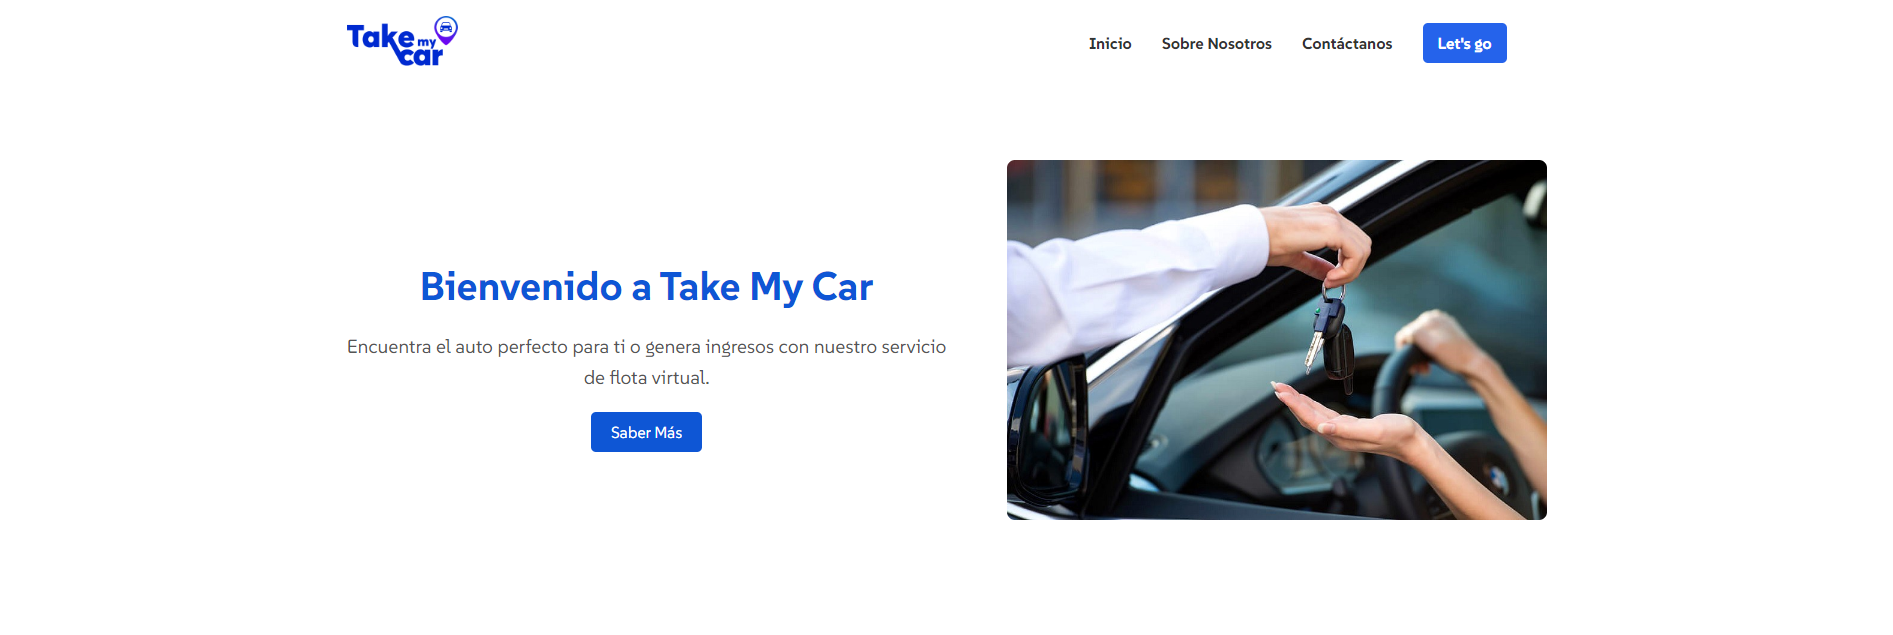 Take my car
Inicio
Sobre Nosotros
Contáctanos
Let's go
Bienvenido a Take My Car
Encuentra el auto perfecto para ti o genera ingresos con nuestro servicio
de flota virtual.
Saber Más